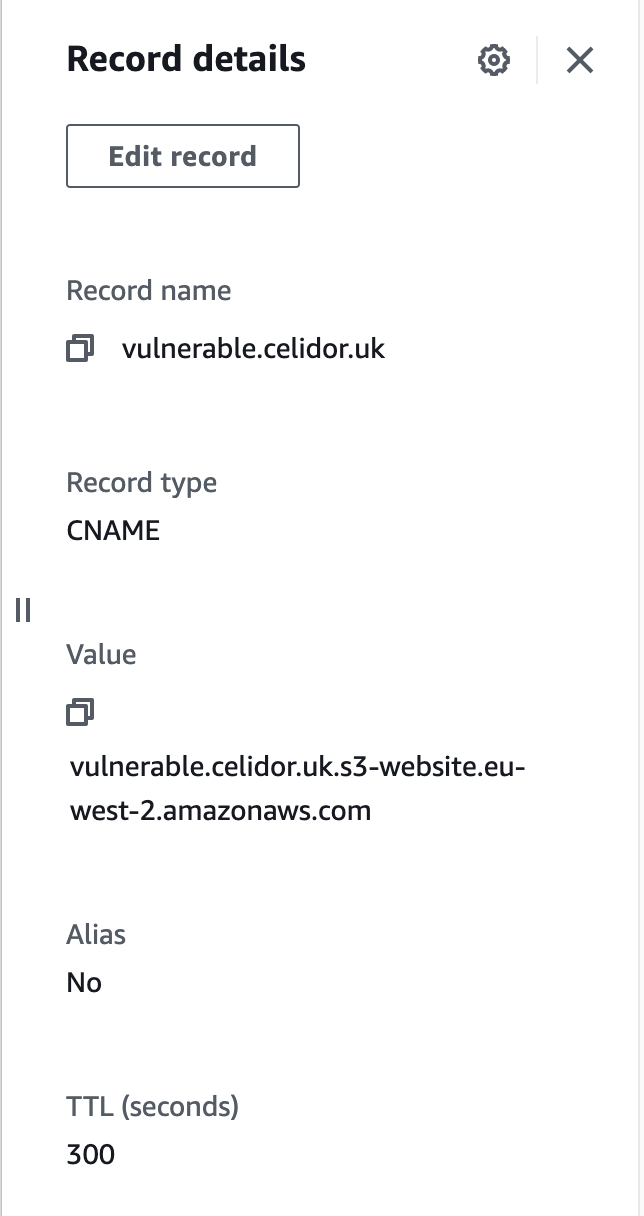 Record details
Edit record
Record name
vulnerable.celidor.uk
Record type
CNAME
Value
vulnerable.celidor.uk.s3-website.eu-
west-2.amazonaws.com
Alias
No
TTL (seconds)
300